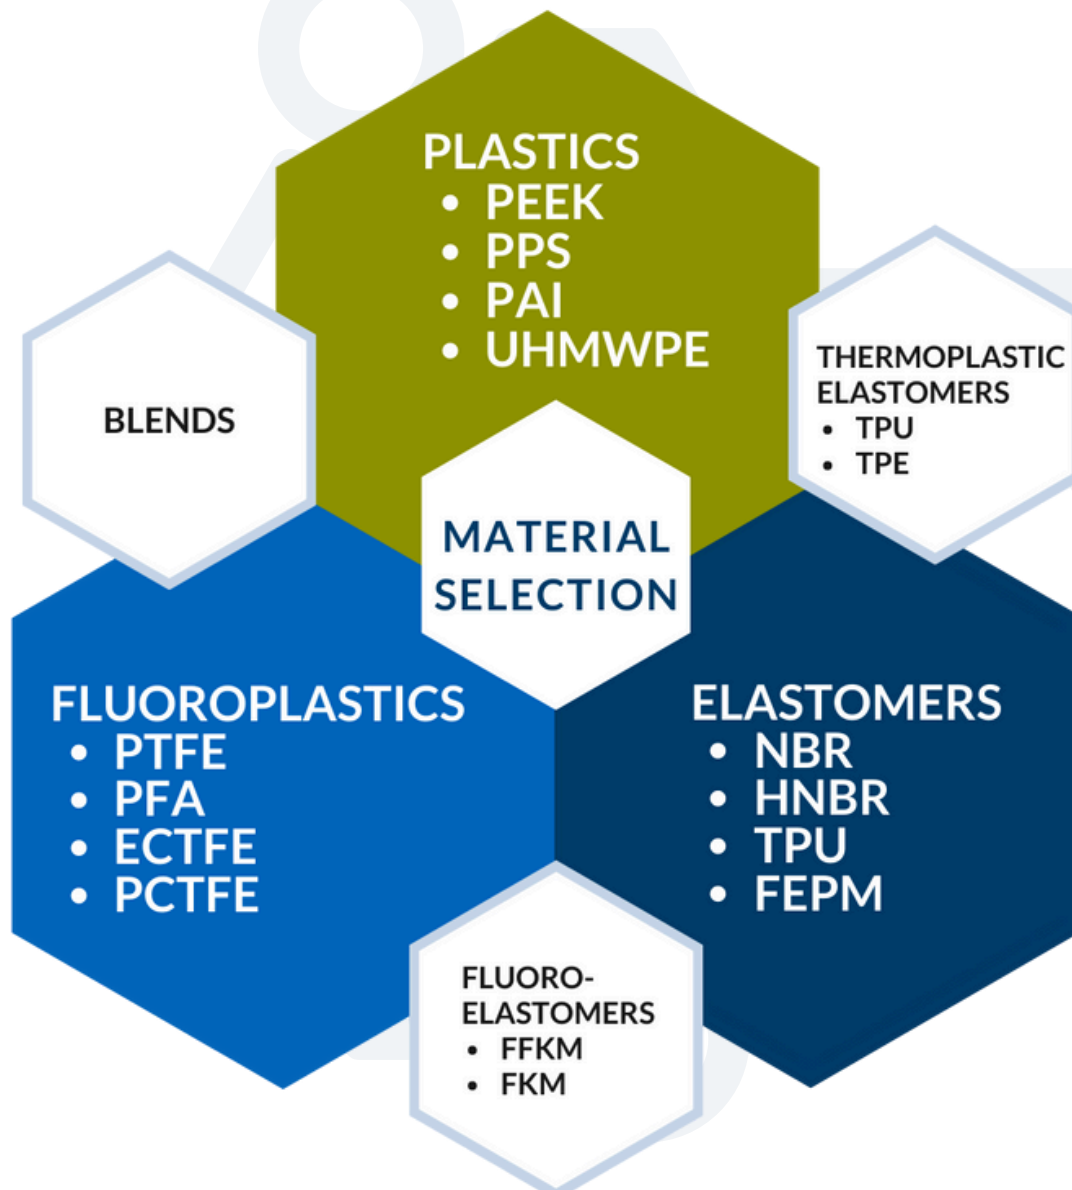 PLASTICS
• PEEK
• PPS
• PAI
• UHMWPE
BLENDS
THERMOPLASTIC
ELASTOMERS
• TPU
• TPE
MATERIAL
SELECTION
FLUOROPLASTICS
• PTFE
• PFA
• ECTFE
• PCTFE
ELASTOMERS
• NBR
• HNBR
• TPU
• FEPM
FLUORO-
ELASTOMERS
• FFKM
• FKM